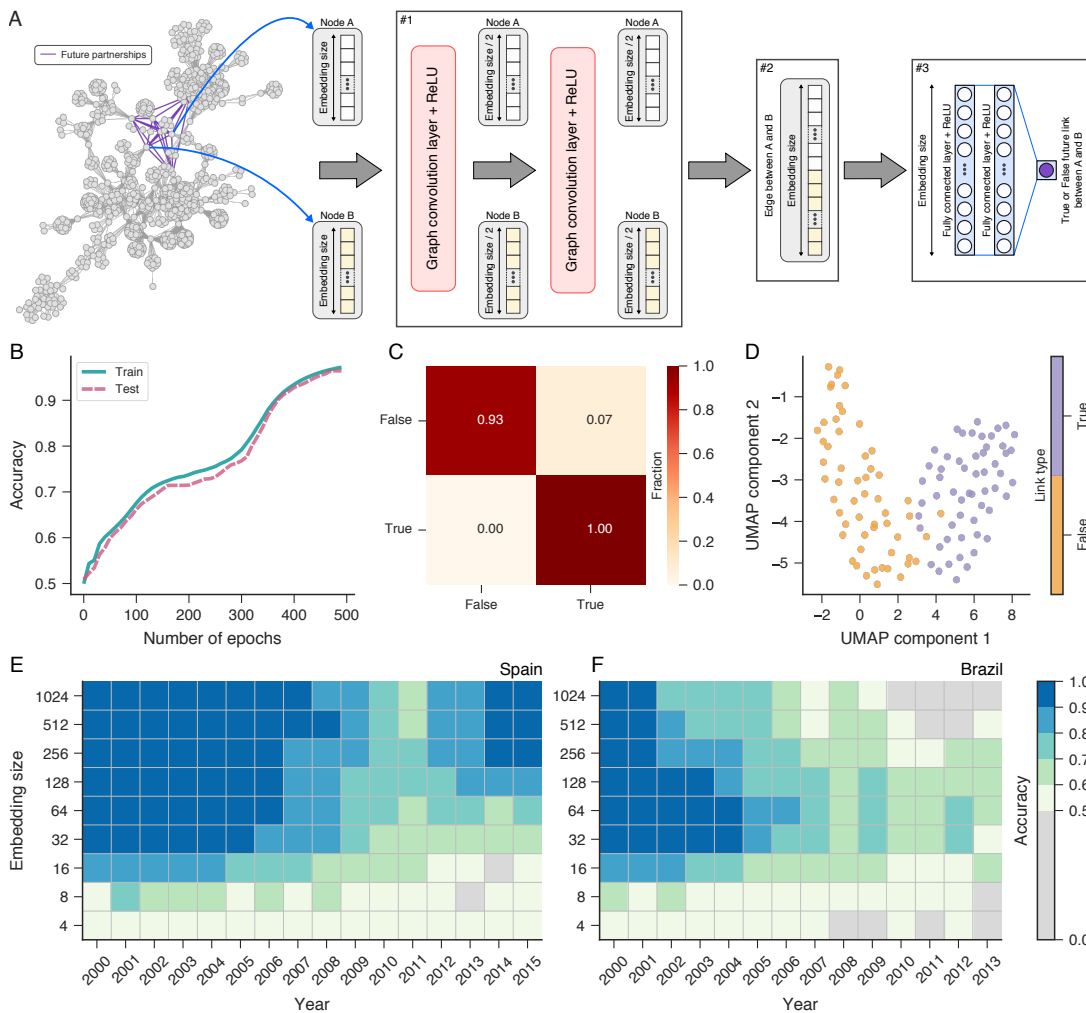 A
Future partnerships
Node A
Embedding size
Node B
Embedding size
#1
Graph convolution layer + ReLU
Node A
Embedding size / 2
Node B
Embedding size / 2
Graph convolution layer + ReLU
Node A
Embedding size / 2
Node B
Embedding size / 2
#2
Edge between A and B
Embedding size
#3
Embedding size
Fully connected layer + ReLU
Fully connected layer + ReLU
True or False future link
between A and B
B
Train
Test
Accuracy
0.9
0.8
0.7
0.6
0.5
0 100 200 300 400 500
Number of epochs
C
False
True
0.93 0.07
0.00 1.00
False True
Fraction
1.0
0.8
0.6
0.4
0.2
0.0
D
UMAP component 2
−1
−2
−3
−4
−5
−2 0 2 4 6 8
UMAP component 1
Link type
True
False
E
Spain
Embedding size
1024
512
256
128
64
32
16
8
4
2000 2001 2002 2003 2004 2005 2006 2007 2008 2009 2010 2011 2012 2013 2014 2015
Year
F
Brazil
1024
512
256
128
64
32
16
8
4
2000 2001 2002 2003 2004 2005 2006 2007 2008 2009 2010 2011 2012 2013
Year
Accuracy
1.0
0.9
0.8
0.7
0.6
0.5
0.0